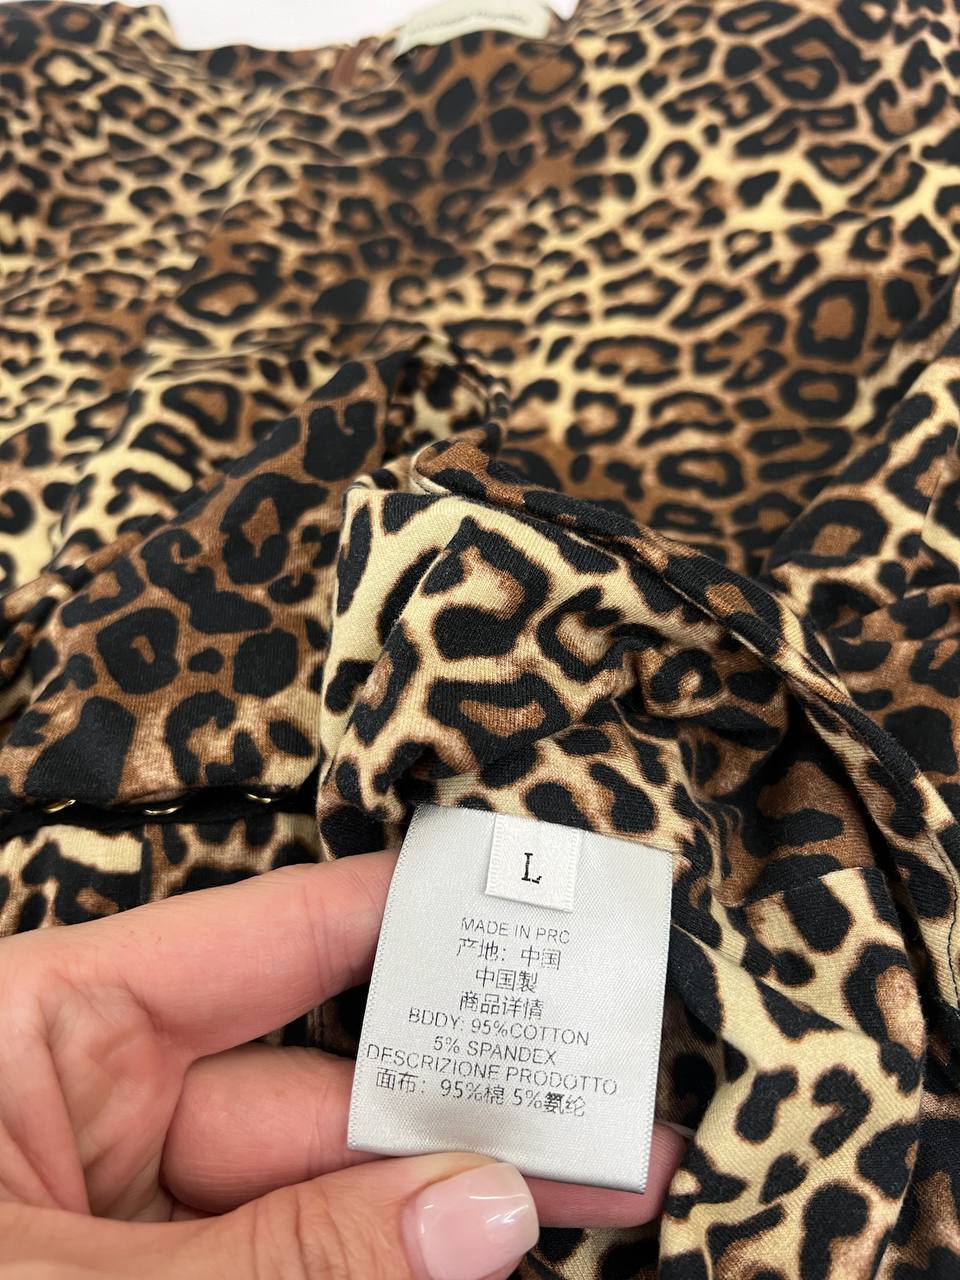 L
MADE IN PRC
产地：中国
中国製
商品详情
BDDY: 95%COTTON
5% SPANDEX
DESCRIZIONE PRODOTTO
面布：95%棉 5%氨纶